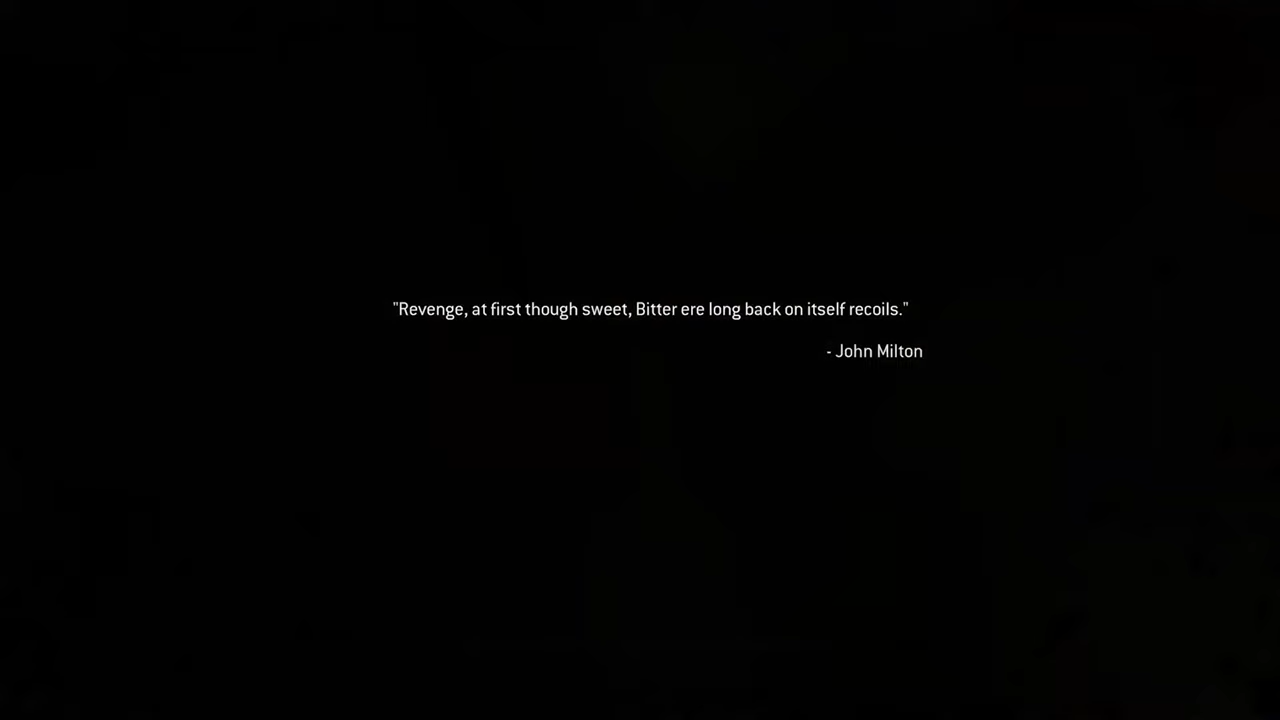 "Revenge, at first though sweet, Bitter ere long back on itself recoils."
- John Milton